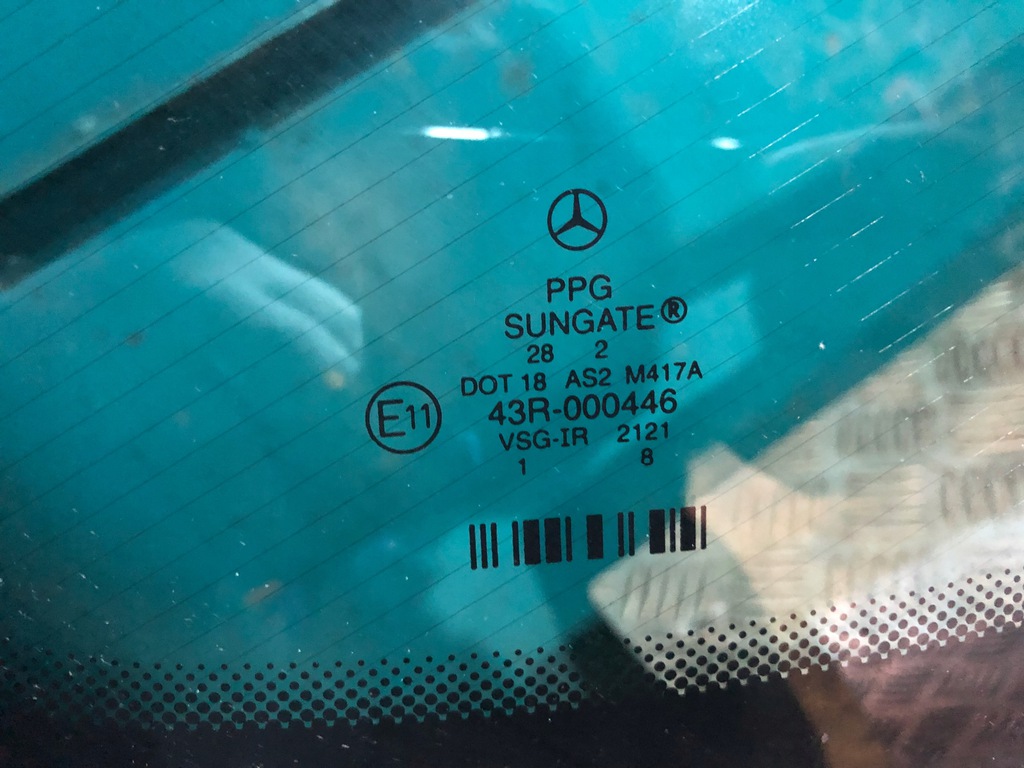 PPG
SUNGATE®
28 2
DOT 18 AS2 M417A
E11 43R-000446
VSG-IR 2121
1 8